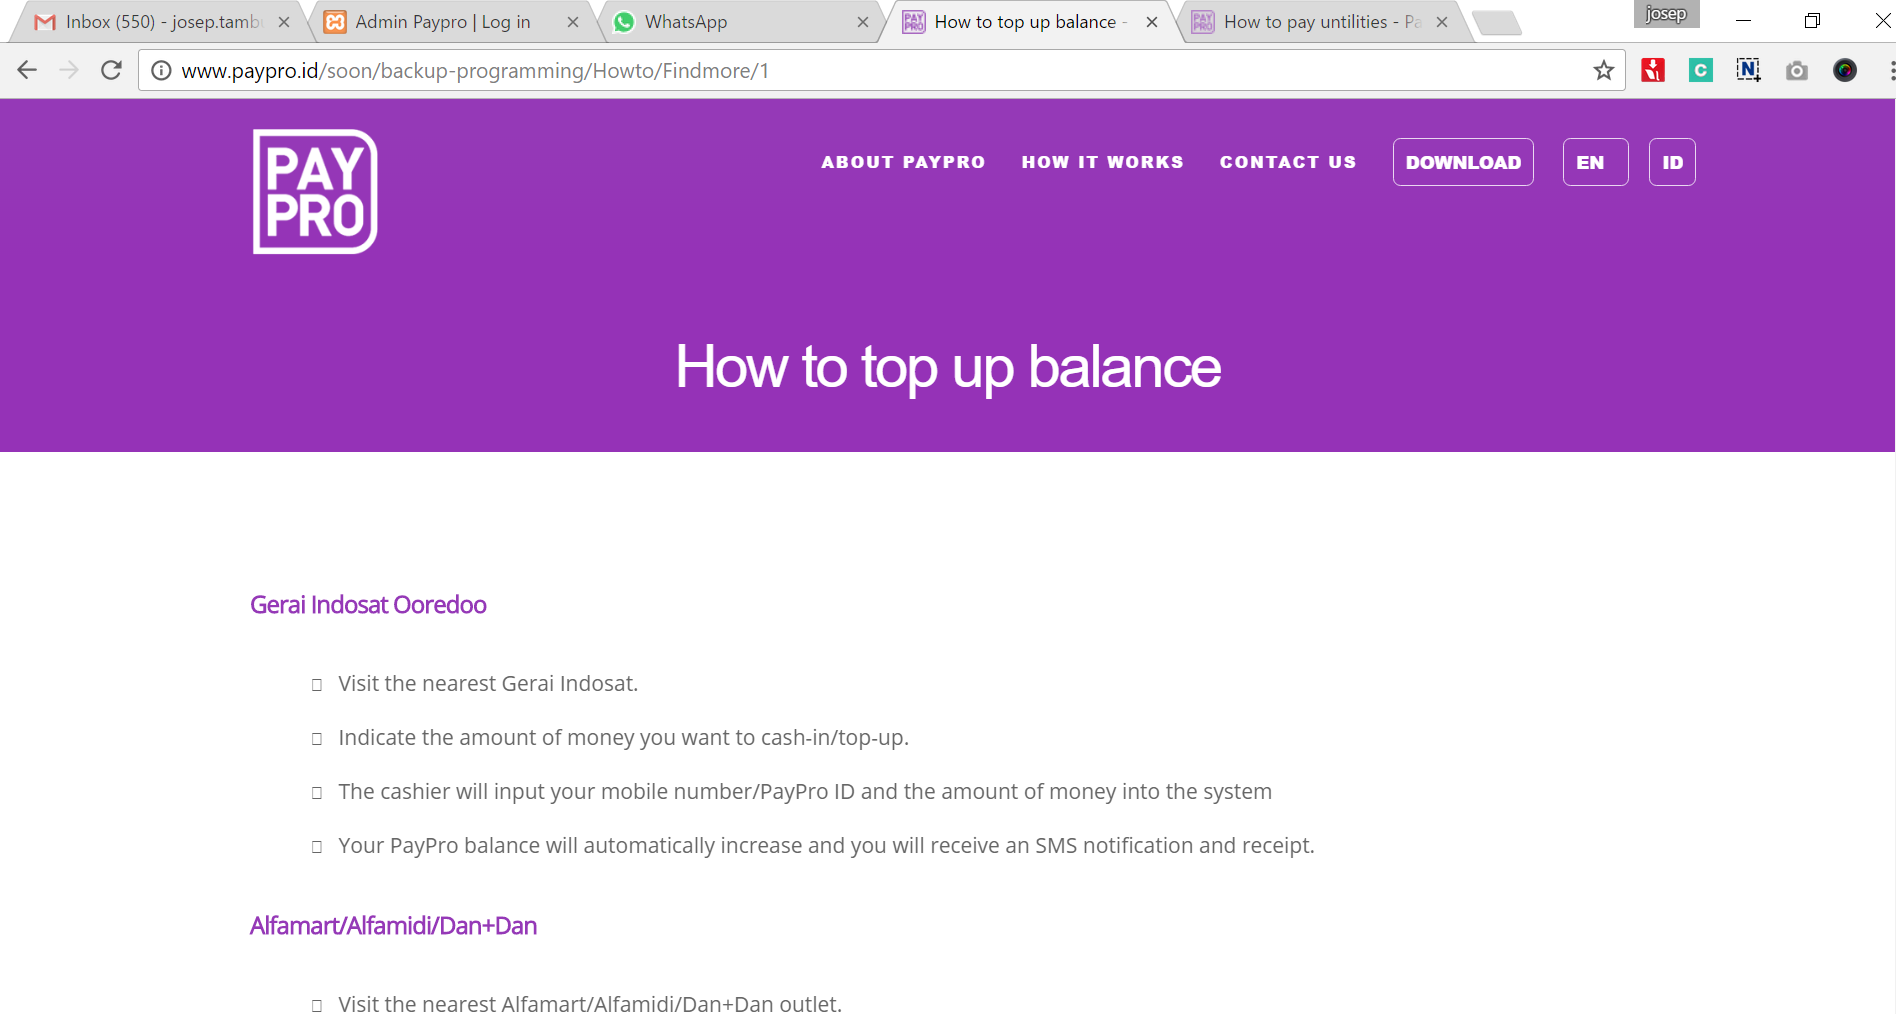 Inbox (550) - josep.tamb
Admin Paypro | Log in
WhatsApp
How to top up balance -
How to pay untilities - Pa
josep
www.paypro.id/soon/backup-programming/Howto/Findmore/1
C
N
PAY
PRO
ABOUT PAYPRO
HOW IT WORKS
CONTACT US
DOWNLOAD
EN
ID
How to top up balance
Gerai Indosat Ooredoo
Visit the nearest Gerai Indosat.
Indicate the amount of money you want to cash-in/top-up.
The cashier will input your mobile number/PayPro ID and the amount of money into the system
Your PayPro balance will automatically increase and you will receive an SMS notification and receipt.
Alfamart/Alfamidi/Dan+Dan
Visit the nearest Alfamart/Alfamidi/Dan+Dan outlet.